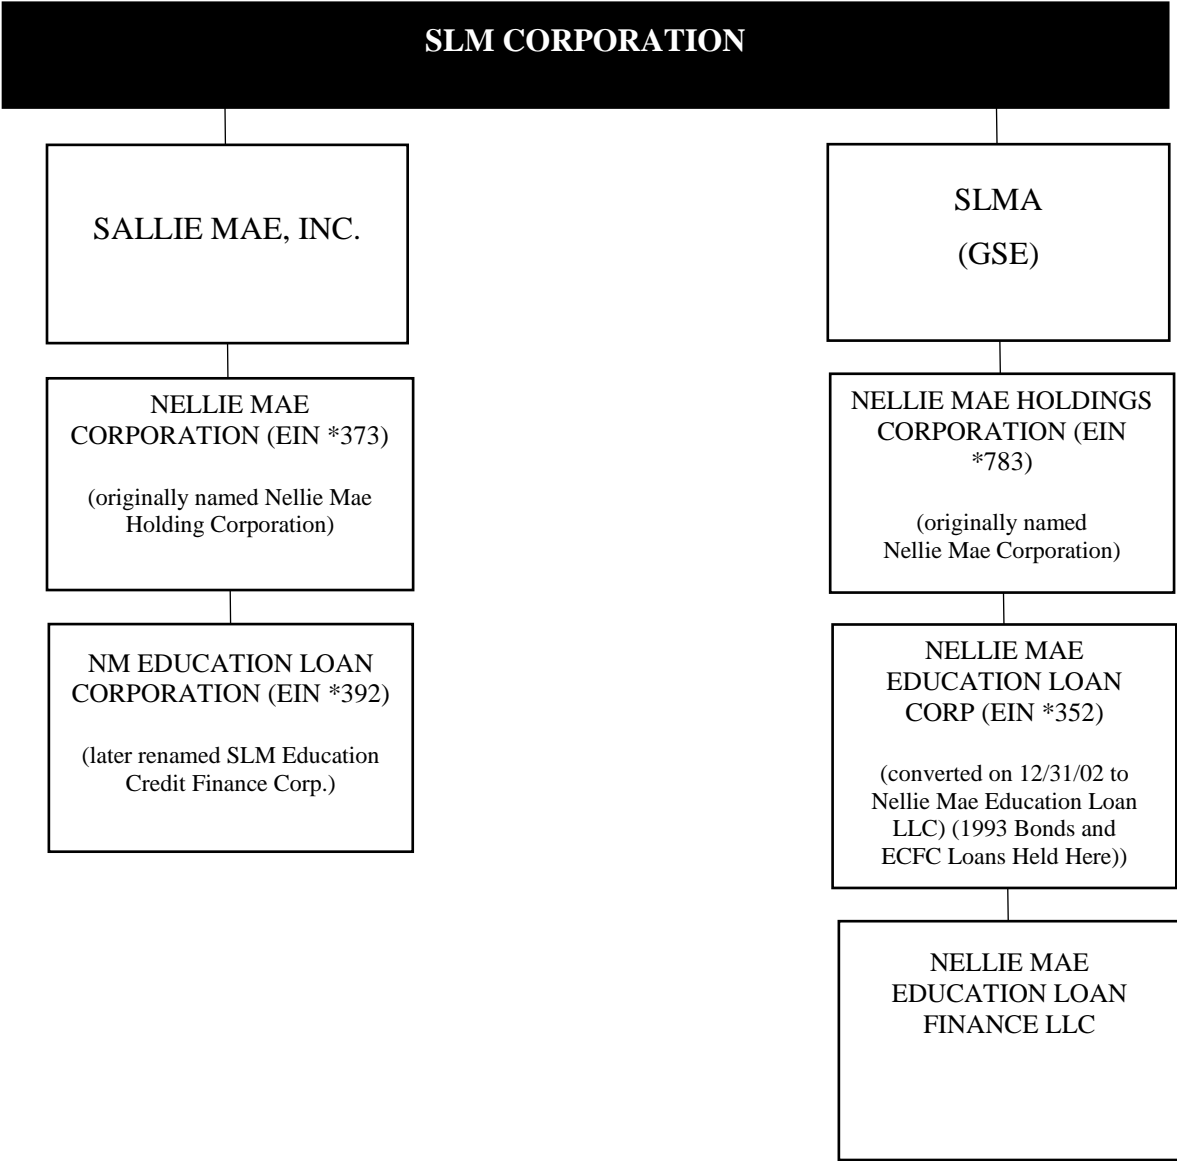 SLM CORPORATION
SALLIE MAE, INC.
SLMA
(GSE)
NELLIE MAE
CORPORATION (EIN *373)
(originally named Nellie Mae
Holding Corporation)
NELLIE MAE HOLDINGS
CORPORATION (EIN
*783)
(originally named
Nellie Mae Corporation)
NM EDUCATION LOAN
CORPORATION (EIN *392)
(later renamed SLM Education
Credit Finance Corp.)
NELLIE MAE
EDUCATION LOAN
CORP (EIN *352)
(converted on 12/31/02 to
Nellie Mae Education Loan
LLC) (1993 Bonds and
ECFC Loans Held Here))
NELLIE MAE
EDUCATION LOAN
FINANCE LLC